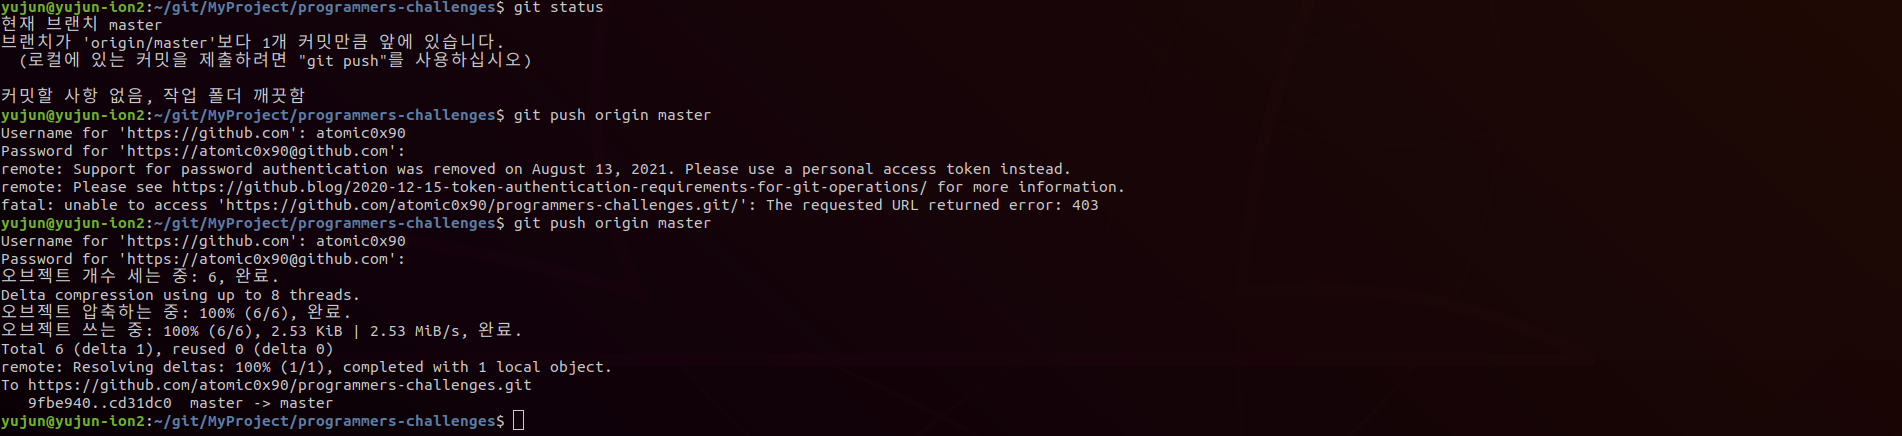 yujun@yujun-ion2:~/git/MyProject/programmers-challenges$ git status
현재 브랜치 master
브랜치가 'origin/master'보다 1개 커밋만큼 앞에 있습니다.
  (로컬에 있는 커밋을 제출하려면 "git push"를 사용하십시오)

커밋할 사항 없음, 작업 폴더 깨끗함
yujun@yujun-ion2:~/git/MyProject/programmers-challenges$ git push origin master
Username for 'https://github.com': atomic0x90
Password for 'https://atomic0x90@github.com':
remote: Support for password authentication was removed on August 13, 2021. Please use a personal access token instead.
remote: Please see https://github.blog/2020-12-15-token-authentication-requirements-for-git-operations/ for more information.
fatal: unable to access 'https://github.com/atomic0x90/programmers-challenges.git/': The requested URL returned error: 403
yujun@yujun-ion2:~/git/MyProject/programmers-challenges$ git push origin master
Username for 'https://github.com': atomic0x90
Password for 'https://atomic0x90@github.com':
오브젝트 개수 세는 중: 6, 완료.
Delta compression using up to 8 threads.
오브젝트 압축하는 중: 100% (6/6), 완료.
오브젝트 쓰는 중: 100% (6/6), 2.53 KiB | 2.53 MiB/s, 완료.
Total 6 (delta 1), reused 0 (delta 0)
remote: Resolving deltas: 100% (1/1), completed with 1 local object.
To https://github.com/atomic0x90/programmers-challenges.git
   9fbe940..cd31dc0  master -> master
yujun@yujun-ion2:~/git/MyProject/programmers-challenges$